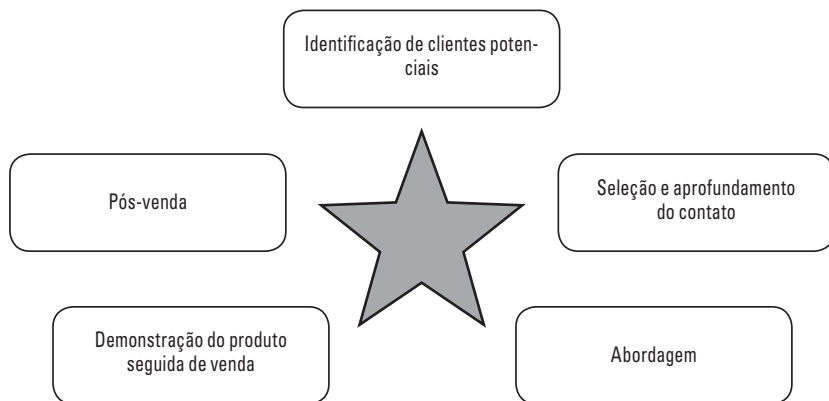 Identificação de clientes poten-
ciais
Pós-venda
Seleção e aprofundamento
do contato
Demonstração do produto
seguida de venda
Abordagem